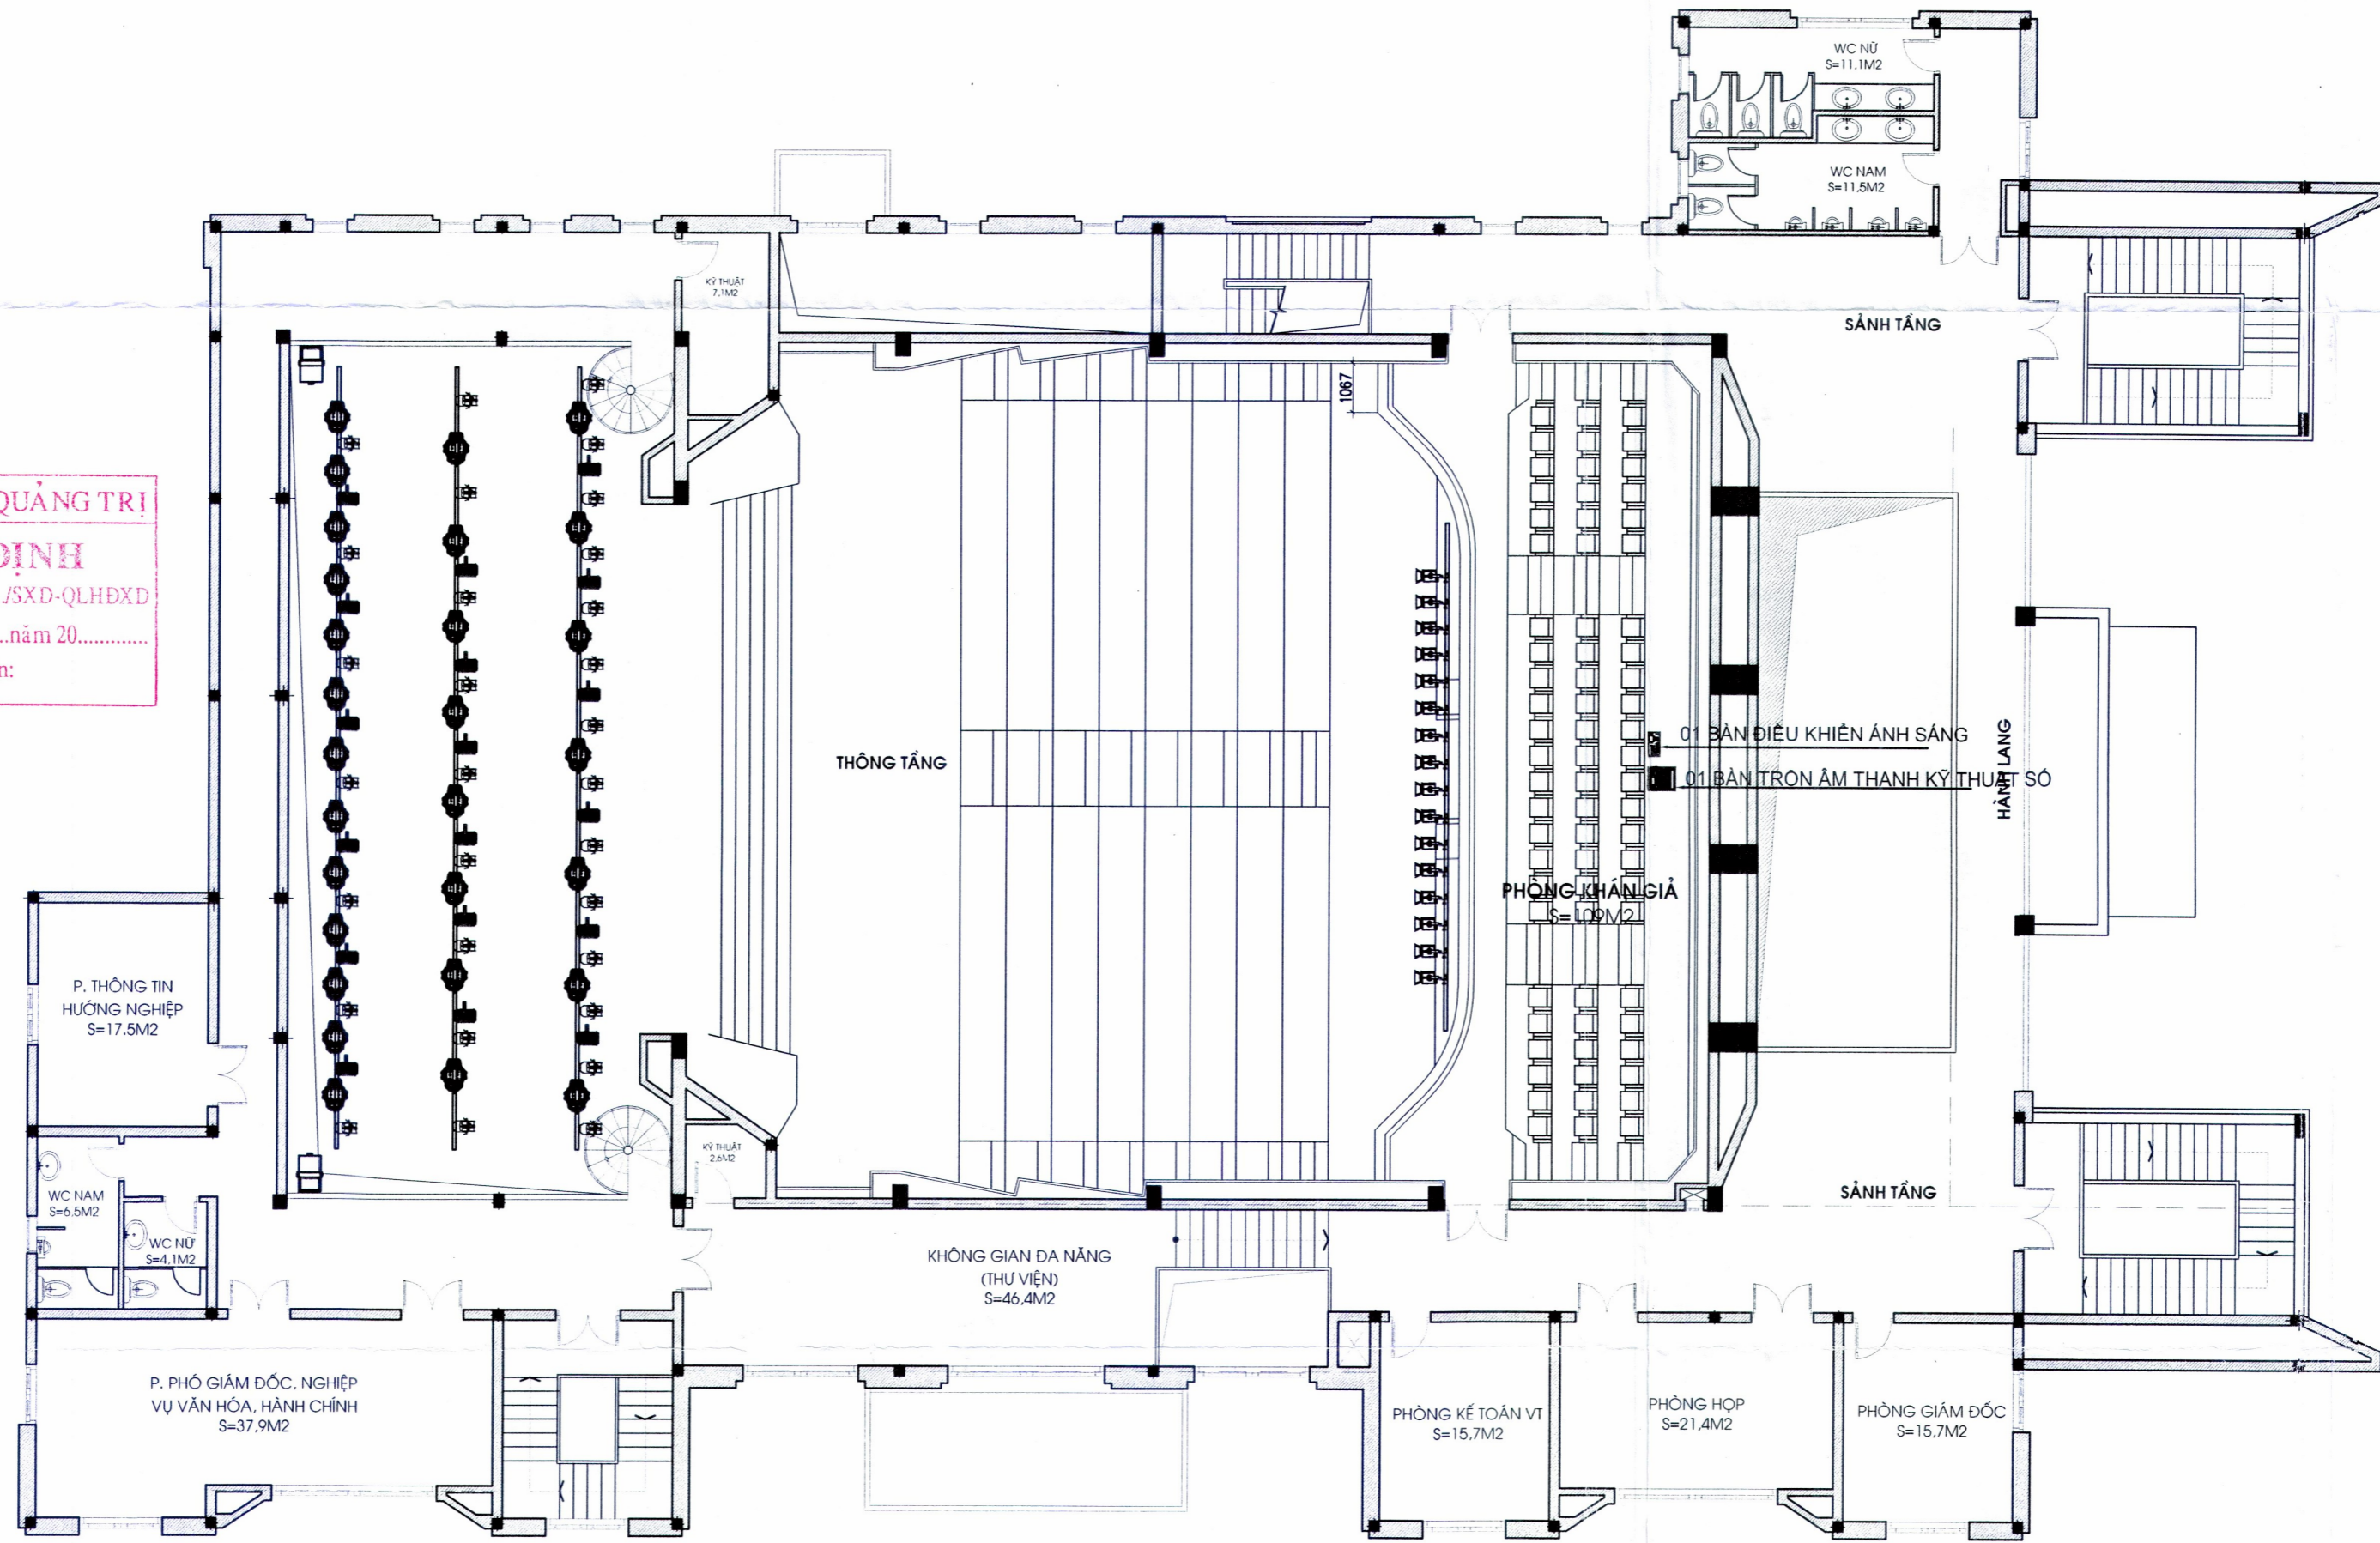 WC NỮ
S=11,1M2
WC NAM
S=11,5M2
KỸ THUẬT
7,1M2
SẢNH TẦNG
1067
QUẢNG TRỊ
ĐỊNH
/SXD-QLHĐXD
năm 20.............
n:
THÔNG TẦNG
01 BÀN ĐIỀU KHIỂN ÁNH SÁNG
01 BÀN TRỘN ÂM THANH KỸ THUẬT SỐ
HÀNH LANG
PHÒNG KHÁN GIẢ
S=109M2
P. THÔNG TIN
HƯỚNG NGHIỆP
S=17.5M2
KỸ THUẬT
2,6M2
WC NAM
S=6,5M2
WC NỮ
S=4,1M2
SẢNH TẦNG
KHÔNG GIAN ĐA NĂNG
(THƯ VIỆN)
S=46,4M2
P. PHÓ GIÁM ĐỐC, NGHIỆP
VỤ VĂN HÓA, HÀNH CHÍNH
S=37,9M2
PHÒNG KẾ TOÁN VT
S=15,7M2
PHÒNG HỌP
S=21,4M2
PHÒNG GIÁM ĐỐC
S=15,7M2